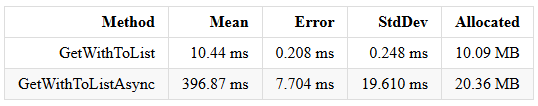 Method Mean Error StdDev Allocated
GetWithToList 10.44 ms 0.208 ms 0.248 ms 10.09 MB
GetWithToListAsync 396.87 ms 7.704 ms 19.610 ms 20.36 MB